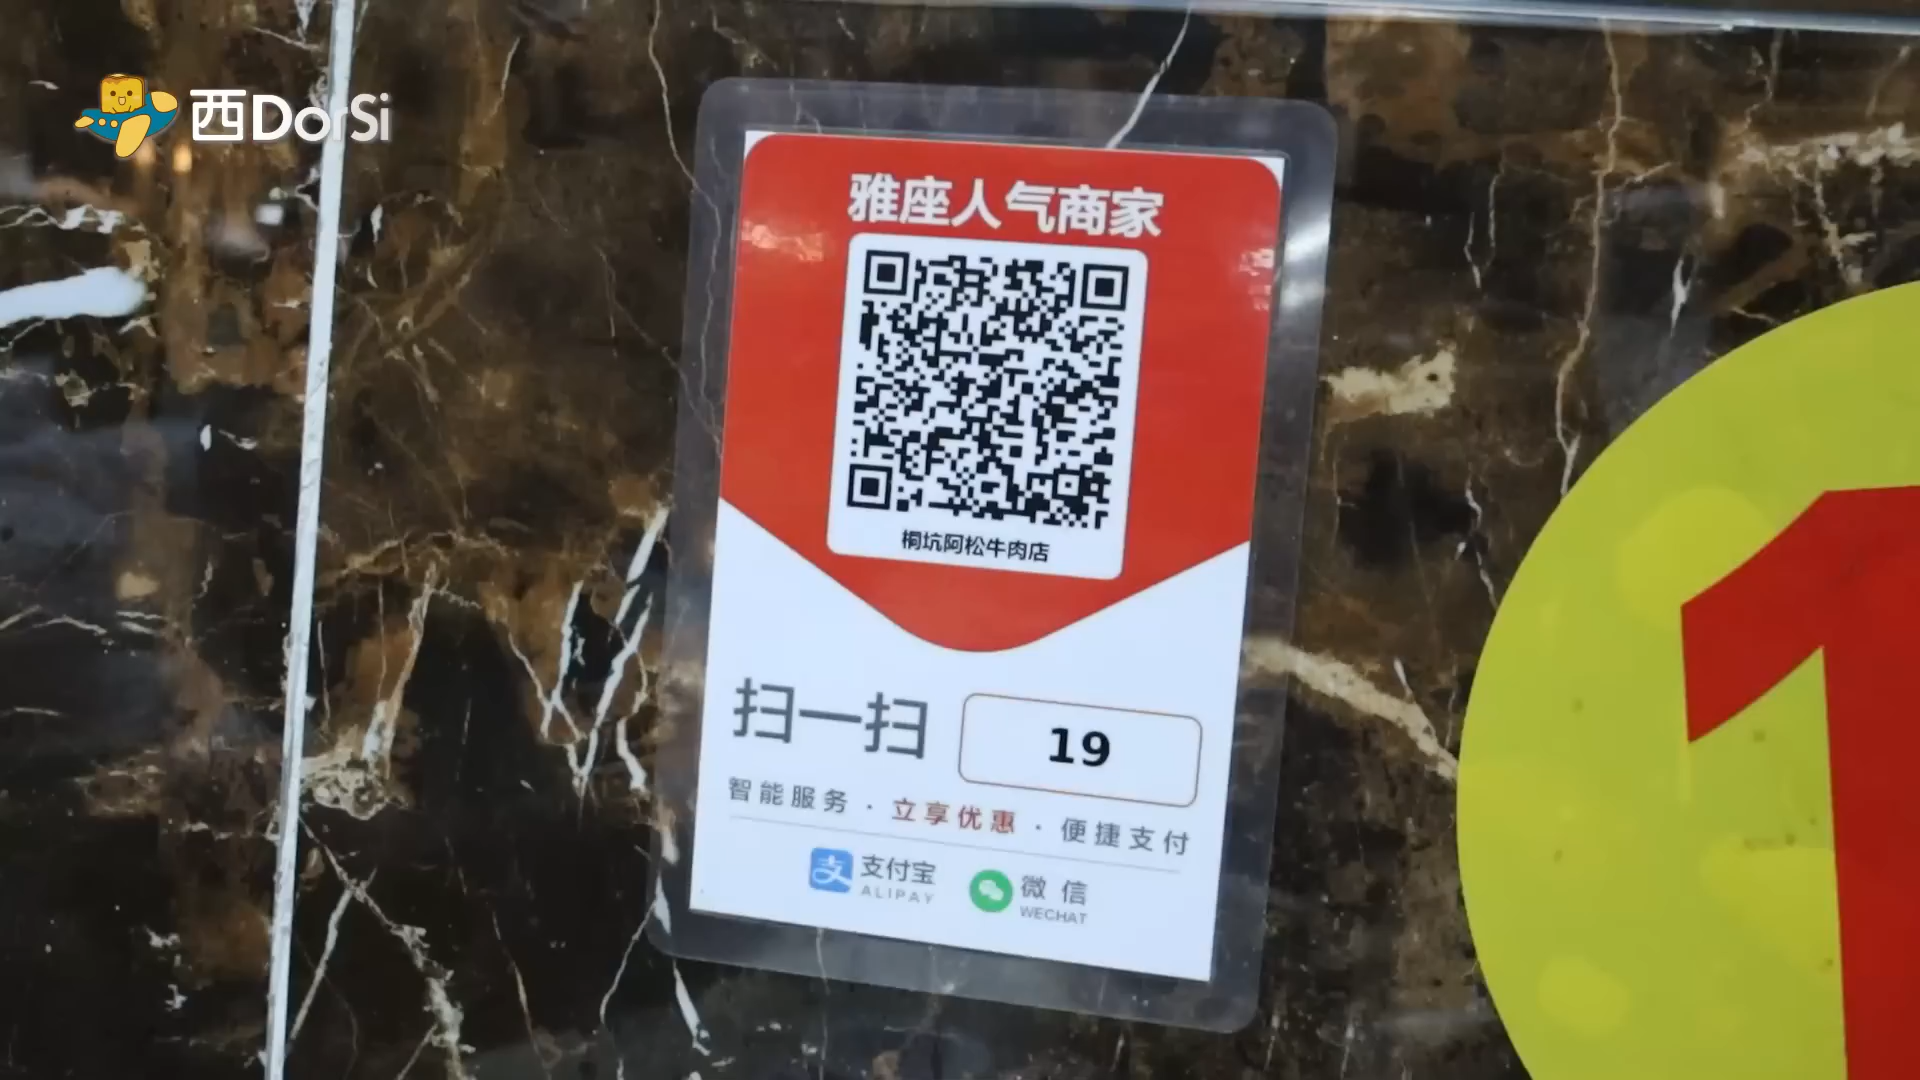 西DorSi
雅座人气商家
桐坑阿松牛肉店
扫一扫
19
智能服务 · 立享优惠 · 便捷支付
支付宝
ALIPAY
微信
WECHAT
1